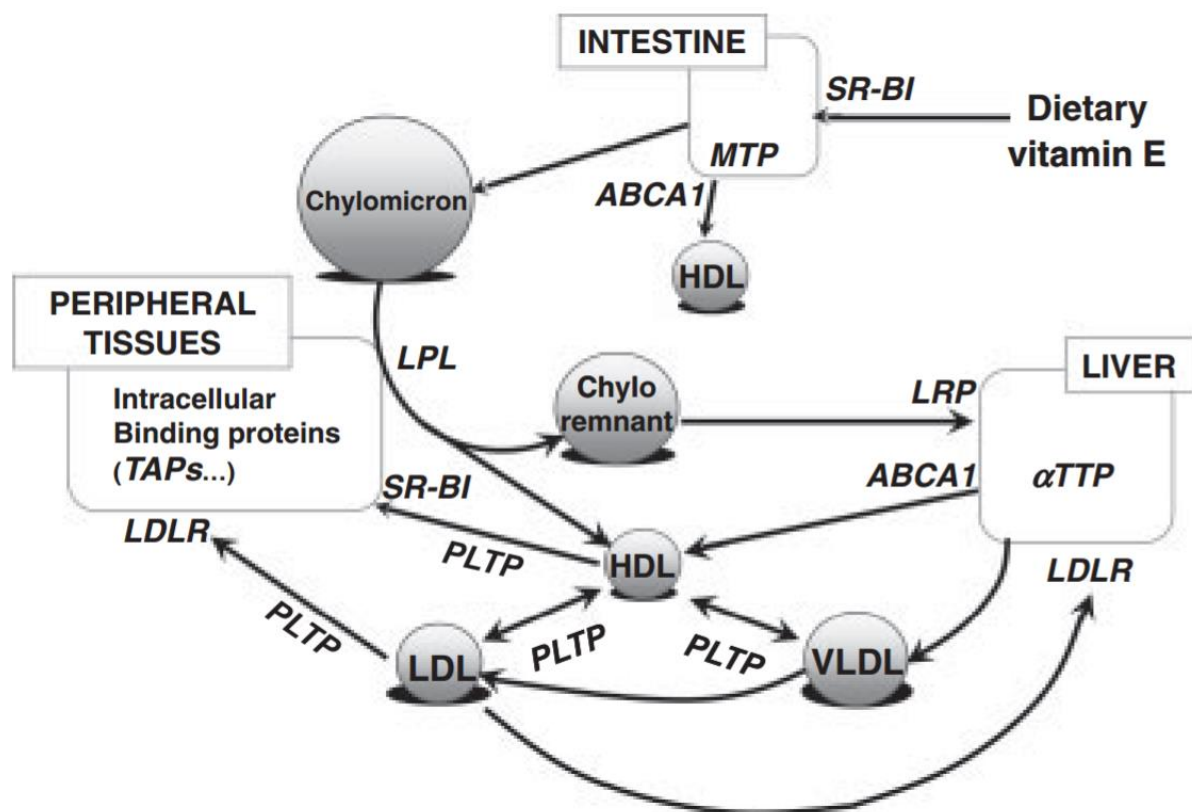 INTESTINE
SR-BI
Dietary
vitamin E
MTP
ABCA1
Chylomicron
HDL
PERIPHERAL
TISSUES
LPL
Intracellular
Binding proteins
(TAPs...)
Chylo
remnant
LRP
LIVER
ABCA1
αTTP
SR-BI
LDLR
PLTP
HDL
LDLR
PLTP
LDL
PLTP
PLTP
VLDL